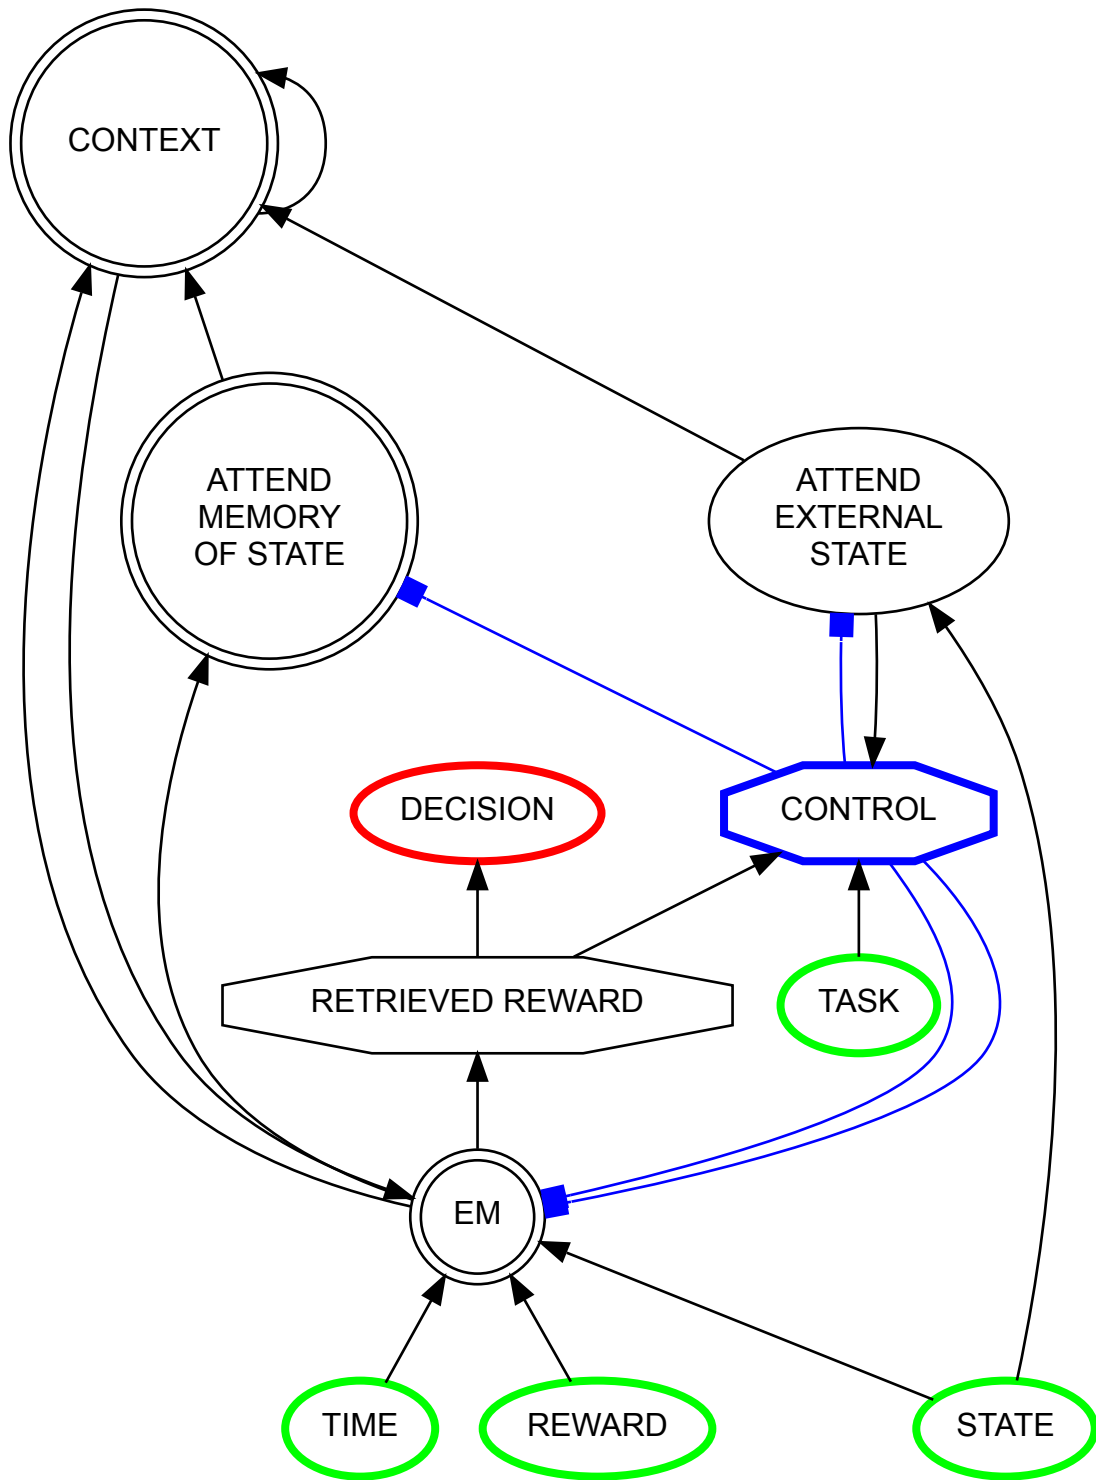 CONTEXT
ATTEND
MEMORY
OF STATE
ATTEND
EXTERNAL
STATE
DECISION
CONTROL
RETRIEVED REWARD
TASK
EM
TIME
REWARD
STATE